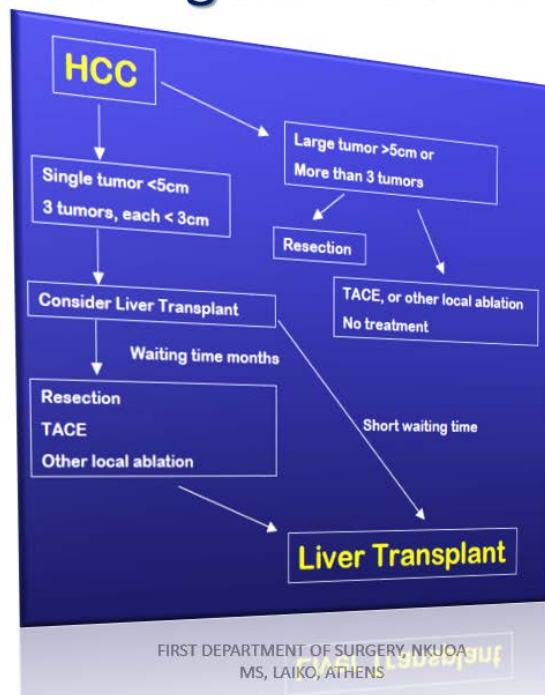 HCC
Large tumor >5cm or
More than 3 tumors
Single tumor <5cm
3 tumors, each < 3cm
Resection
TACE, or other local ablation
No treatment
Consider Liver Transplant
Waiting time months
Resection
TACE
Other local ablation
Short waiting time
Liver Transplant
FIRST DEPARTMENT OF SURGERY, NKUOA
MS, LAIKO, ATHENS